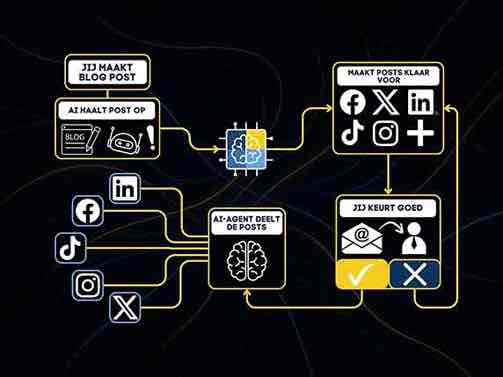 JIJ MAAKT
BLOG POST
AI HAALT POST OP
BLOG
MAAKT POSTS KLAAR
VOOR
JIJ KEURT GOED
AI-AGENT DEELT
DE POSTS